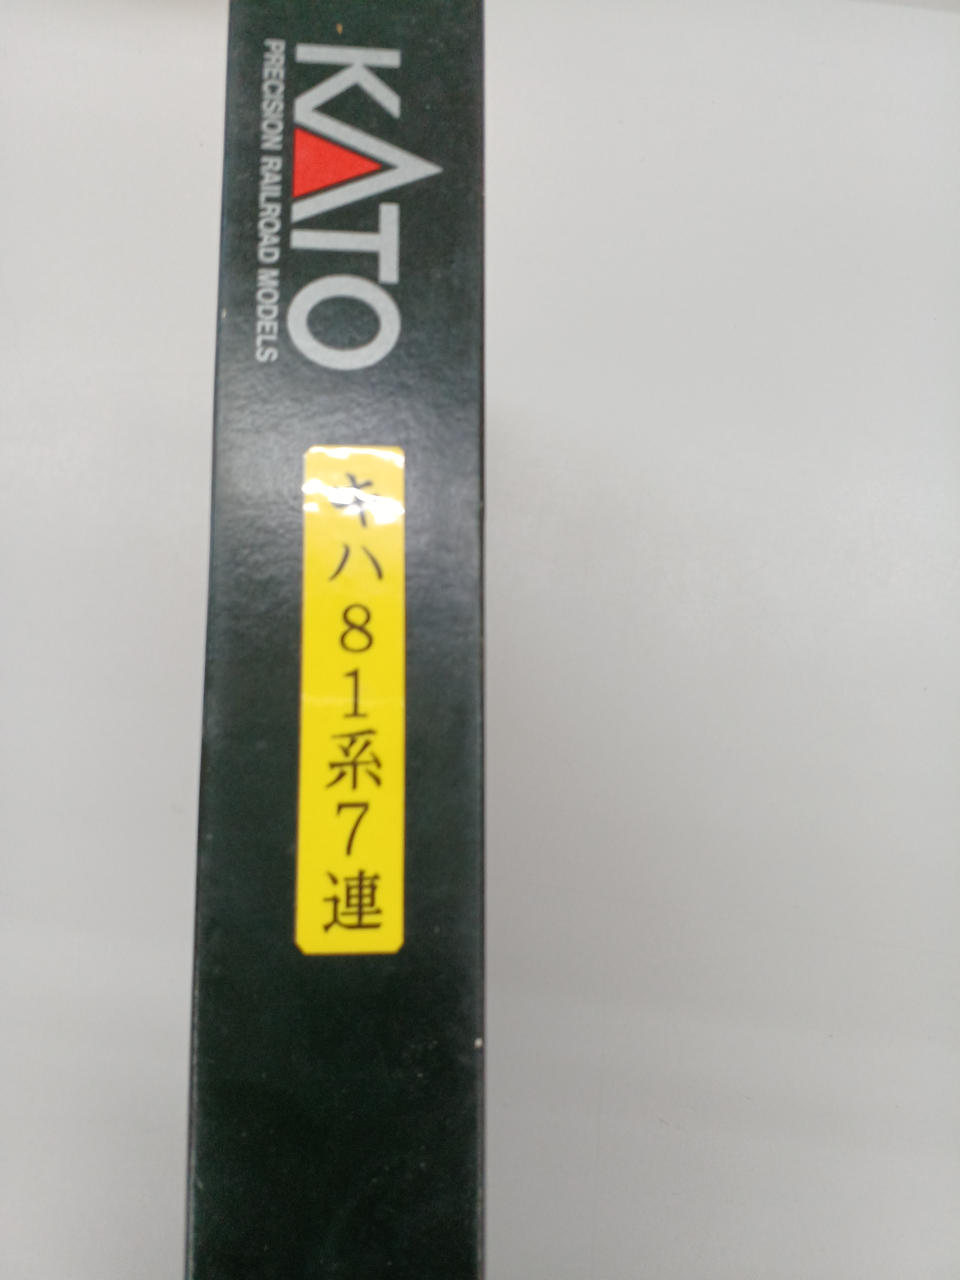 KATO
PRECISION RAILROAD MODELS
キハ81系7連